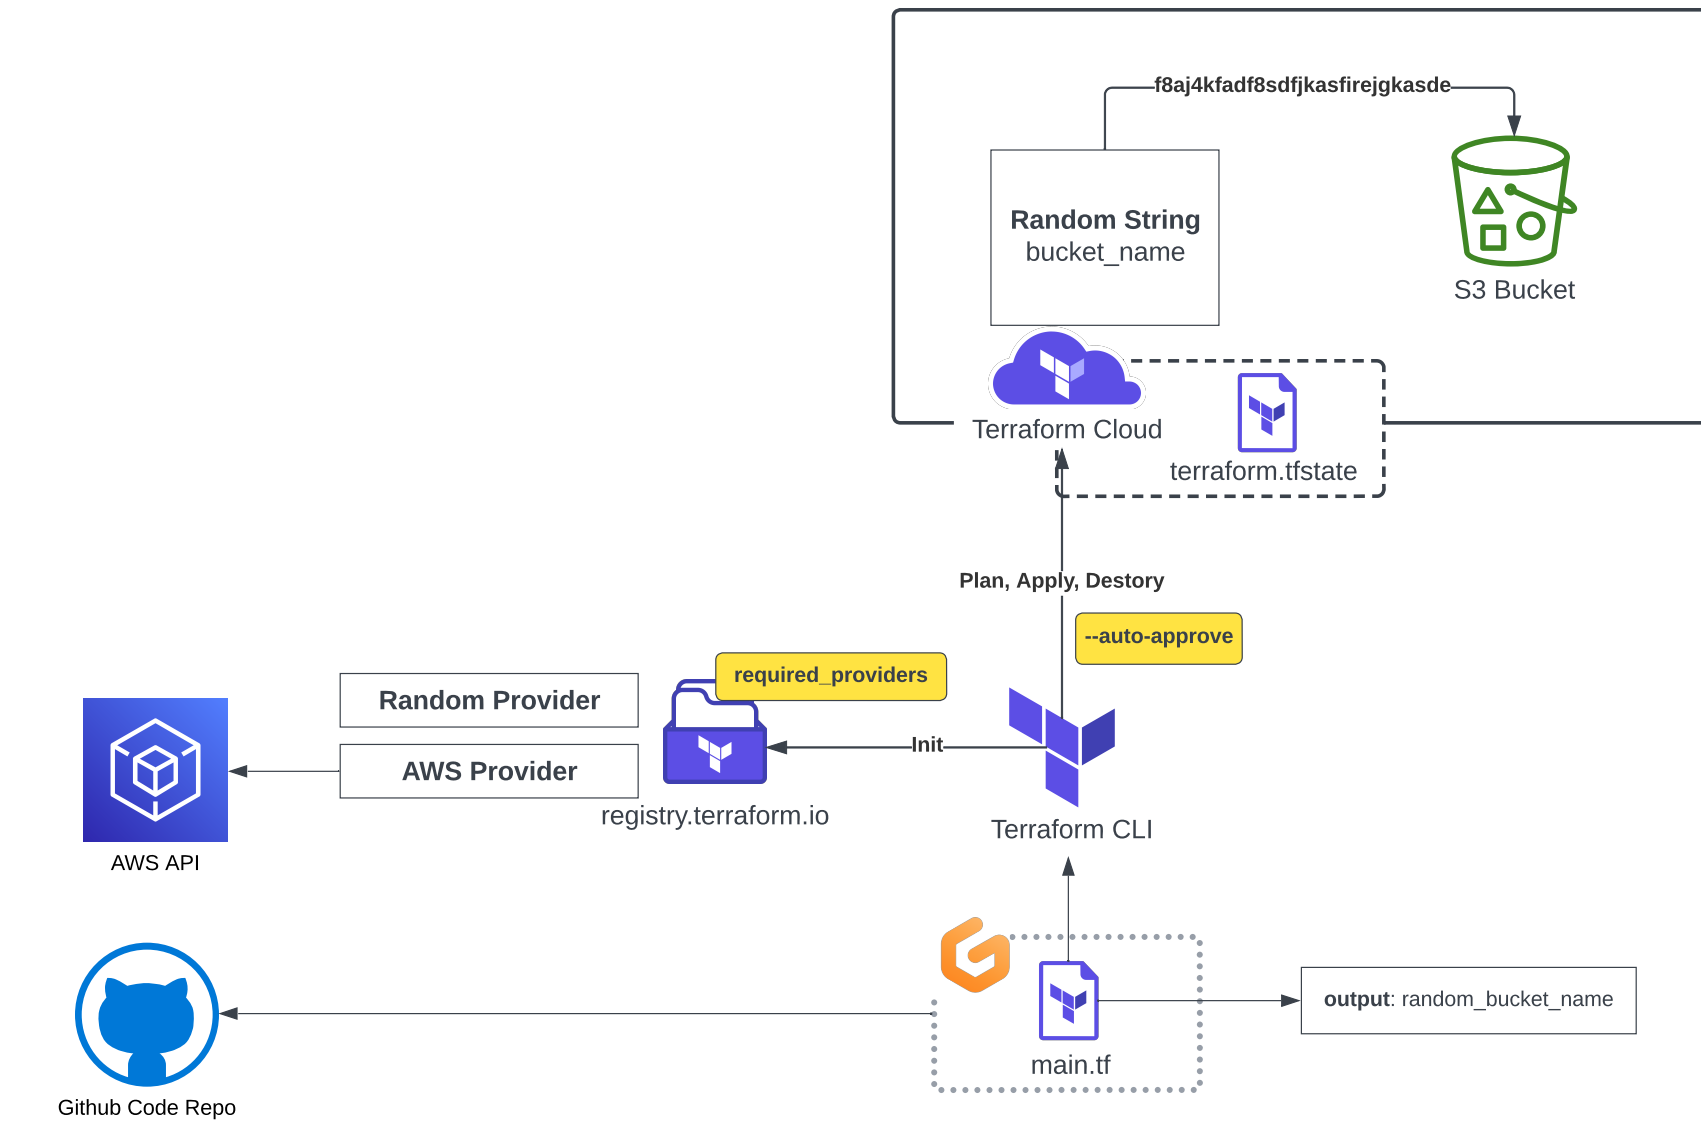 f8aj4kfadf8sdfjkasfirejgkasde
Random String
bucket_name
S3 Bucket
Terraform Cloud
terraform.tfstate
Plan, Apply, Destory
--auto-approve
required_providers
Random Provider
AWS Provider
Init
registry.terraform.io
Terraform CLI
AWS API
output: random_bucket_name
main.tf
Github Code Repo